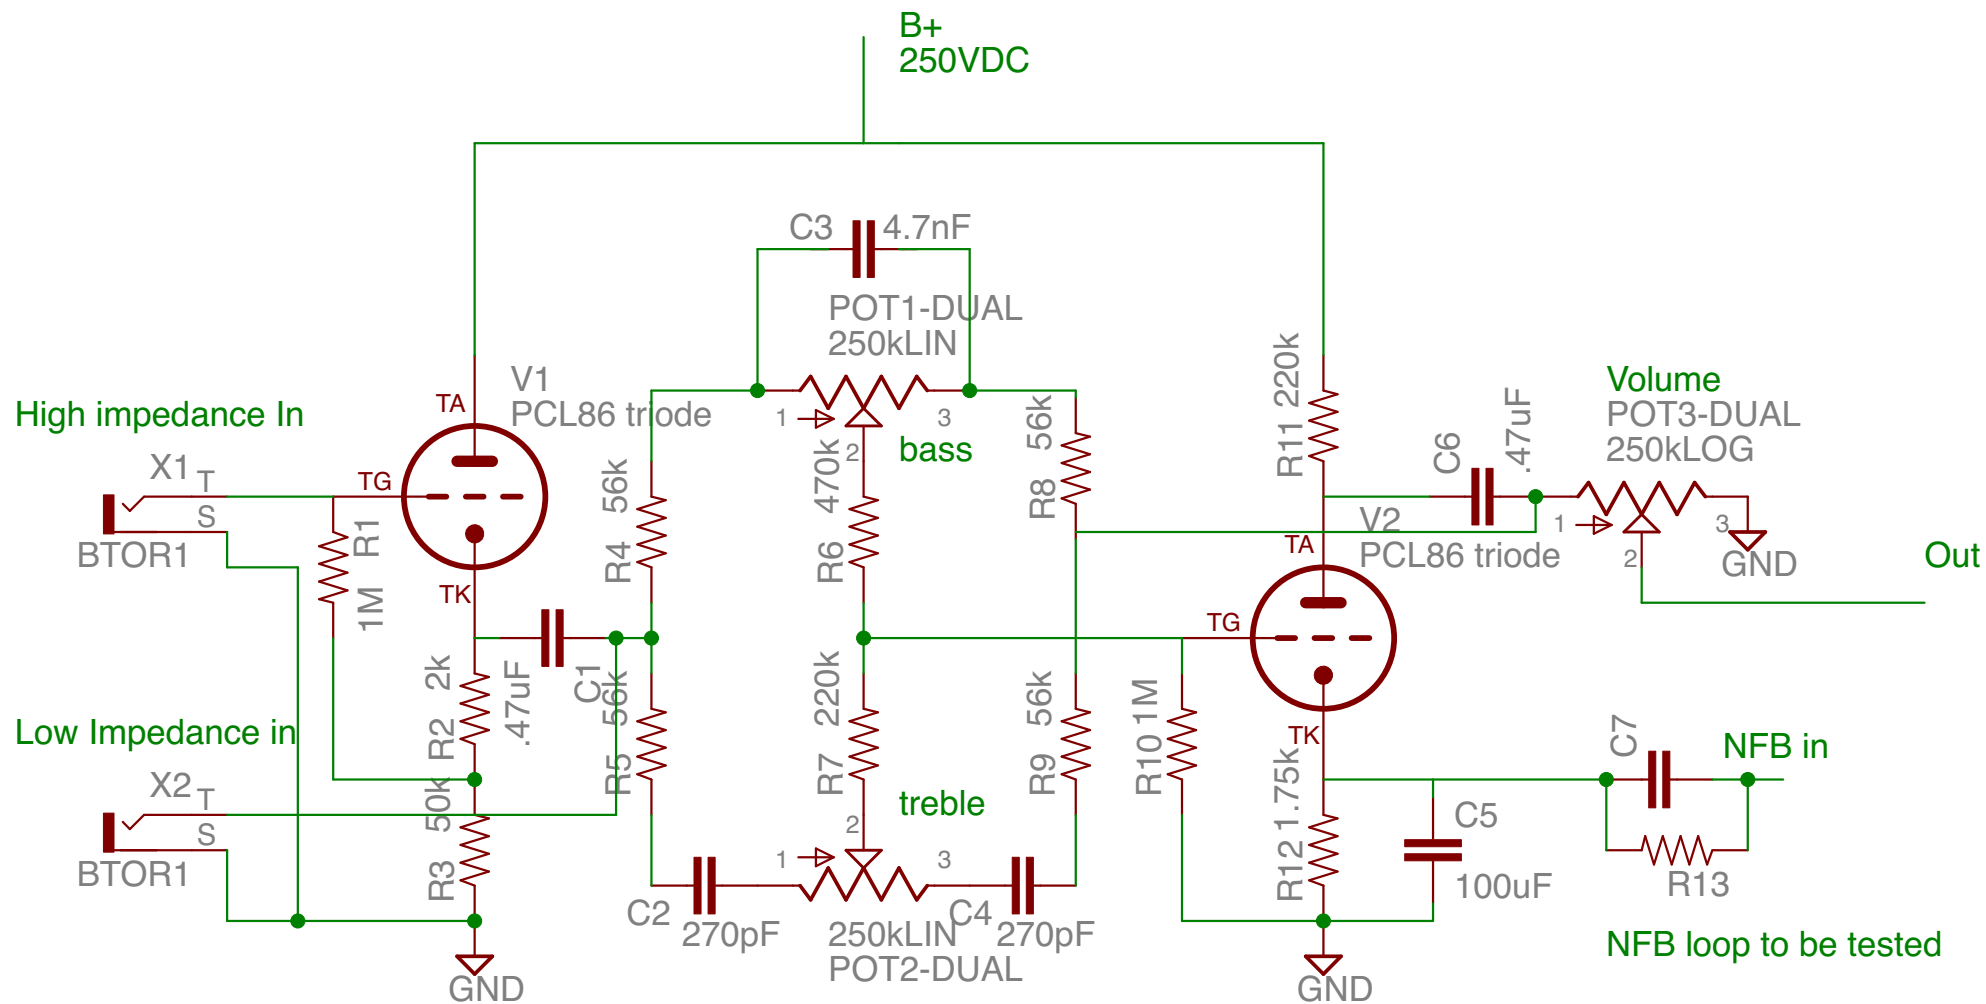 B+
250VDC
C3
4.7nF
POT1-DUAL
250kLIN
1
3
2
bass
V1
PCL86 triode
TA
TG
TK
High impedance In
X1
T
S
BTOR1
R1
1M
R4
56k
R6
470k
R8
56k
R11
220k
C6
.47uF
Volume
POT3-DUAL
250kLOG
1
3
2
GND
Out
V2
PCL86 triode
TA
TG
TK
Low Impedance in
X2
T
S
BTOR1
R2
2k
.47uF
C1
R3
50k
GND
R5
56k
R7
220k
R9
56k
R10
1M
treble
2
1
3
C2
270pF
250kLIN
POT2-DUAL
C4
270pF
R12
1.75k
C5
100uF
GND
C7
NFB in
R13
NFB loop to be tested